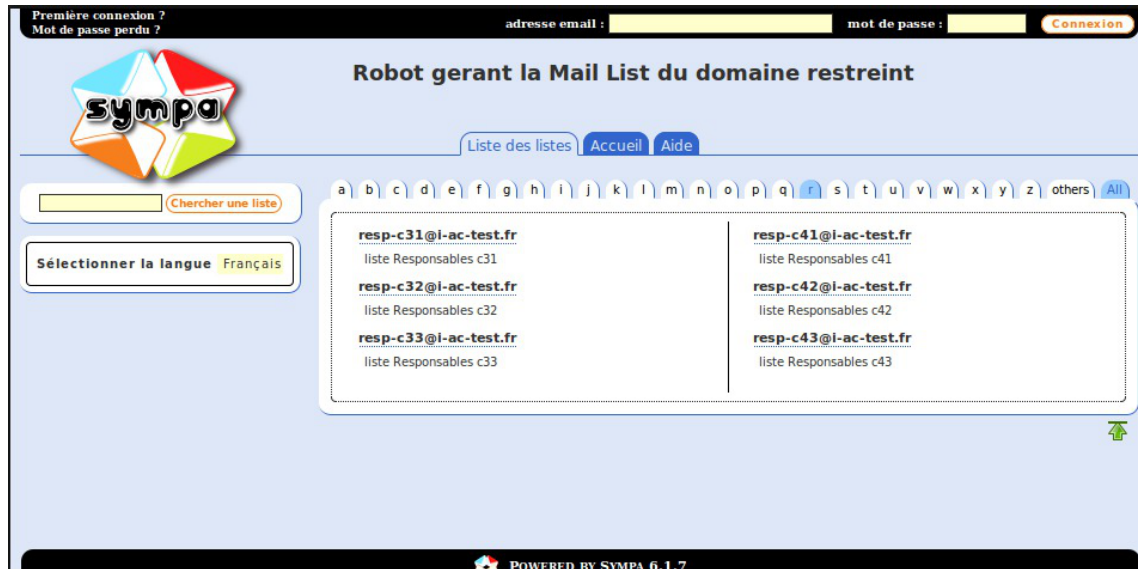 Première connexion ?
Mot de passe perdu ?
adresse email :
mot de passe :
Connexion
sympa
Robot gerant la Mail List du domaine restreint
Liste des listes Accueil Aide
Chercher une liste
Sélectionner la langue Français
a b c d e f g h i j k l m n o p q r s t u v w x y z others All
resp-c31@i-ac-test.fr
liste Responsables c31
resp-c32@i-ac-test.fr
liste Responsables c32
resp-c33@i-ac-test.fr
liste Responsables c33
resp-c41@i-ac-test.fr
liste Responsables c41
resp-c42@i-ac-test.fr
liste Responsables c42
resp-c43@i-ac-test.fr
liste Responsables c43
POWERED BY SYMPA 6.1.7